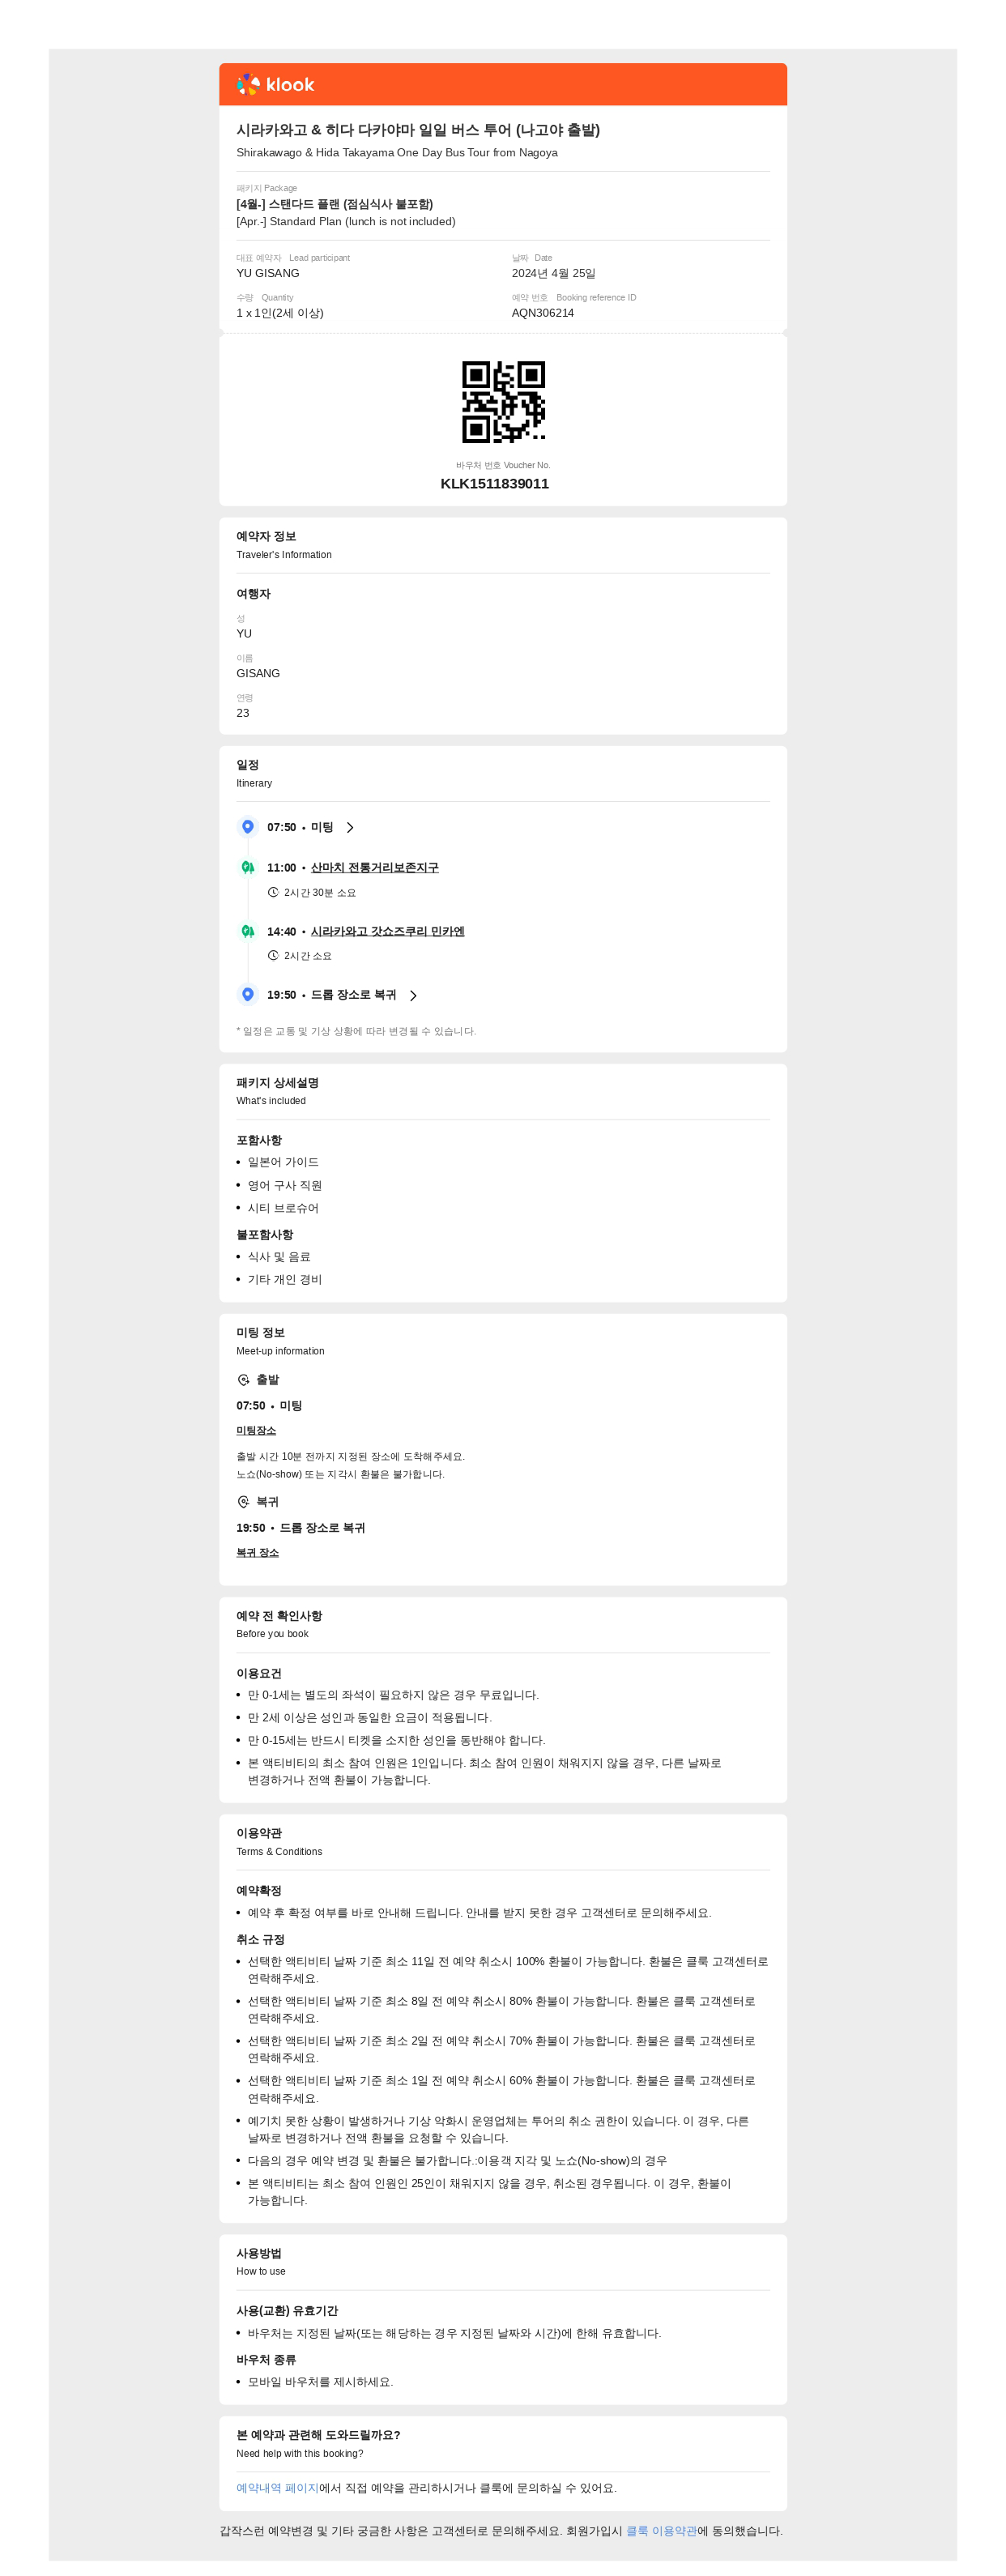 klook
시라카와고 & 히다 다카야마 일일 버스 투어 (나고야 출발)
Shirakawago & Hida Takayama One Day Bus Tour from Nagoya
패키지 Package
[4월-] 스탠다드 플랜 (점심식사 불포함)
[Apr.-] Standard Plan (lunch is not included)
대표 예약자 Lead participant
YU GISANG
날짜 Date
2024년 4월 25일
수량 Quantity
1 x 1인(2세 이상)
예약 번호 Booking reference ID
AQN306214
바우처 번호 Voucher No.
KLK1511839011
예약자 정보
Traveler's Information
여행자
성
YU
이름
GISANG
연령
23
일정
Itinerary
07:50 • 미팅
11:00 • 산마치 전통거리보존지구
2시간 30분 소요
14:40 • 시라카와고 갓쇼즈쿠리 민카엔
2시간 소요
19:50 • 드롭 장소로 복귀
* 일정은 교통 및 기상 상황에 따라 변경될 수 있습니다.
패키지 상세설명
What's included
포함사항
• 일본어 가이드
• 영어 구사 직원
• 시티 브로슈어
불포함사항
• 식사 및 음료
• 기타 개인 경비
미팅 정보
Meet-up information
출발
07:50 • 미팅
미팅장소
출발 시간 10분 전까지 지정된 장소에 도착해주세요.
노쇼(No-show) 또는 지각시 환불은 불가합니다.
복귀
19:50 • 드롭 장소로 복귀
복귀 장소
예약 전 확인사항
Before you book
이용요건
• 만 0-1세는 별도의 좌석이 필요하지 않은 경우 무료입니다.
• 만 2세 이상은 성인과 동일한 요금이 적용됩니다.
• 만 0-15세는 반드시 티켓을 소지한 성인을 동반해야 합니다.
• 본 액티비티의 최소 참여 인원은 1인입니다. 최소 참여 인원이 채워지지 않을 경우, 다른 날짜로
변경하거나 전액 환불이 가능합니다.
이용약관
Terms & Conditions
예약확정
• 예약 후 확정 여부를 바로 안내해 드립니다. 안내를 받지 못한 경우 고객센터로 문의해주세요.
취소 규정
• 선택한 액티비티 날짜 기준 최소 11일 전 예약 취소시 100% 환불이 가능합니다. 환불은 클룩 고객센터로
연락해주세요.
• 선택한 액티비티 날짜 기준 최소 8일 전 예약 취소시 80% 환불이 가능합니다. 환불은 클룩 고객센터로
연락해주세요.
• 선택한 액티비티 날짜 기준 최소 2일 전 예약 취소시 70% 환불이 가능합니다. 환불은 클룩 고객센터로
연락해주세요.
• 선택한 액티비티 날짜 기준 최소 1일 전 예약 취소시 60% 환불이 가능합니다. 환불은 클룩 고객센터로
연락해주세요.
• 예기치 못한 상황이 발생하거나 기상 악화시 운영업체는 투어의 취소 권한이 있습니다. 이 경우, 다른
날짜로 변경하거나 전액 환불을 요청할 수 있습니다.
• 다음의 경우 예약 변경 및 환불은 불가합니다.:이용객 지각 및 노쇼(No-show)의 경우
• 본 액티비티는 최소 참여 인원인 25인이 채워지지 않을 경우, 취소된 경우됩니다. 이 경우, 환불이
가능합니다.
사용방법
How to use
사용(교환) 유효기간
• 바우처는 지정된 날짜(또는 해당하는 경우 지정된 날짜와 시간)에 한해 유효합니다.
바우처 종류
• 모바일 바우처를 제시하세요.
본 예약과 관련해 도와드릴까요?
Need help with this booking?
예약내역 페이지에서 직접 예약을 관리하시거나 클룩에 문의하실 수 있어요.
갑작스런 예약변경 및 기타 궁금한 사항은 고객센터로 문의해주세요. 회원가입시 클룩 이용약관에 동의했습니다.